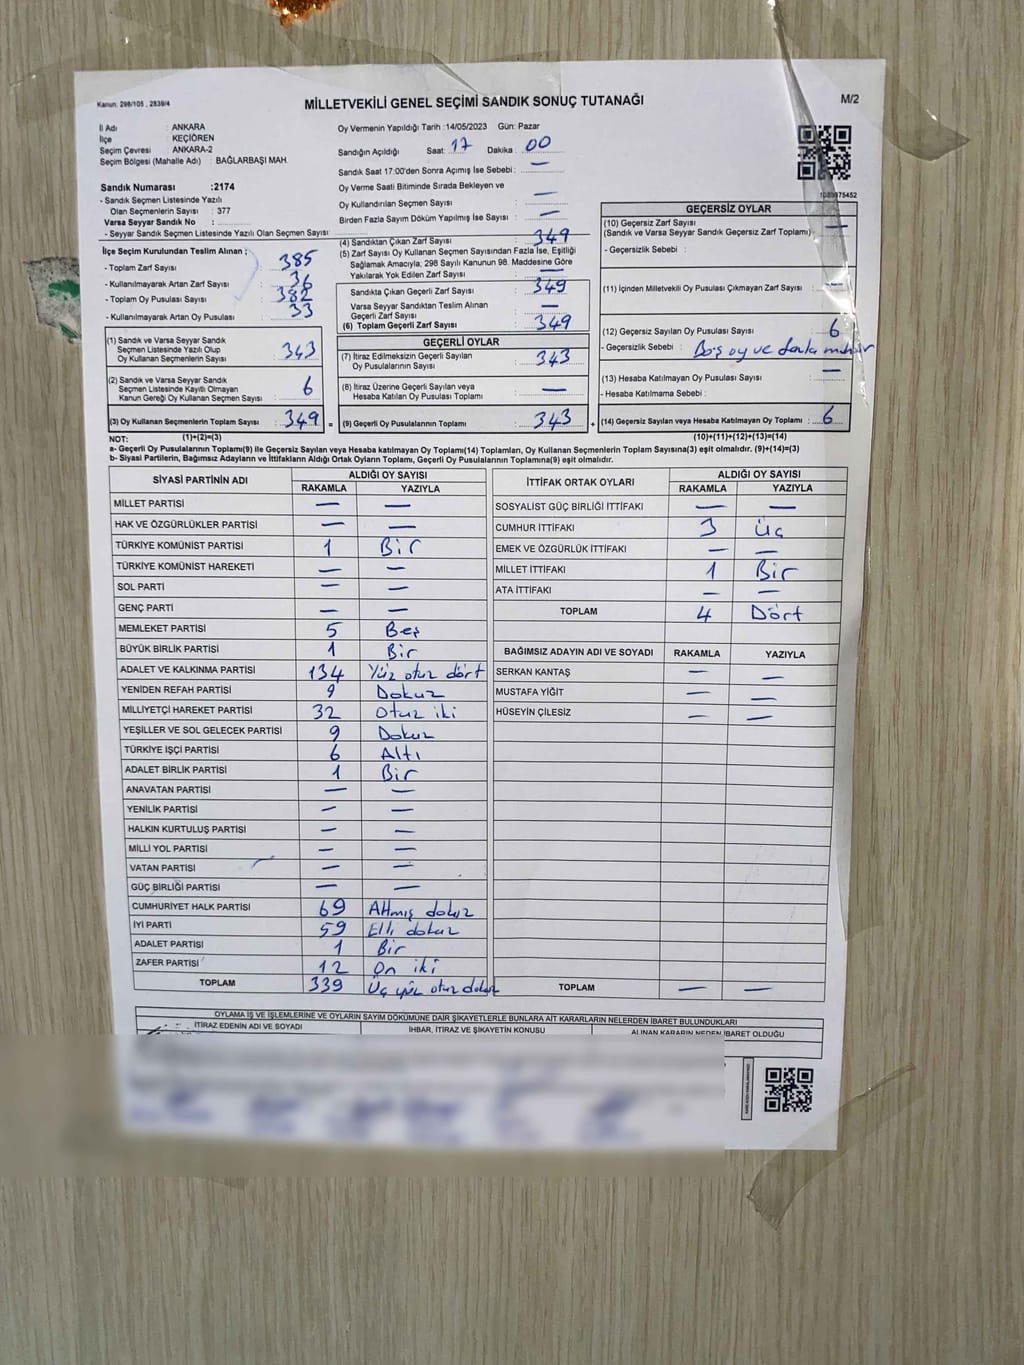 Kanun: 298/105 , 2839/4
MİLLETVEKİLİ GENEL SEÇİMİ SANDIK SONUÇ TUTANAĞI
M/2
İl Adı : ANKARA
İlçe : KEÇİÖREN
Seçim Çevresi : ANKARA-2
Seçim Bölgesi (Mahalle Adı) : BAĞLARBAŞI MAH.
Oy Vermenin Yapıldığı Tarih :14/05/2023 Gün: Pazar
Sandığın Açıldığı Saat: 17 Dakika: 00
Sandık Saat 17:00'den Sonra Açımış İse Sebebi : —
Oy Verme Saati Bitiminde Sırada Bekleyen ve
Oy Kullandırılan Seçmen Sayısı : —
Birden Fazla Sayım Döküm Yapılmış İse Sayısı : —
Sandık Numarası :2174
- Sandık Seçmen Listesinde Yazılı
Olan Seçmenlerin Sayısı : 377
Varsa Seyyar Sandık No :
- Seyyar Sandık Seçmen Listesinde Yazılı Olan Seçmen Sayısı :
İlçe Seçim Kurulundan Teslim Alınan ;
- Toplam Zarf Sayısı : 385
- Kullanılmayarak Artan Zarf Sayısı : 36
- Toplam Oy Pusulası Sayısı : 382
- Kullanılmayarak Artan Oy Pusulası : 33
(1) Sandık ve Varsa Seyyar Sandık
Seçmen Listesinde Yazılı Olup
Oy Kullanan Seçmenlerin Sayısı : 343
(2) Sandık ve Varsa Seyyar Sandık
Seçmen Listesinde Kayıtlı Olmayan
Kanun Gereği Oy Kullanan Seçmen Sayısı : 6
(3) Oy Kullanan Seçmenlerin Toplam Sayısı : 349 =
(4) Sandıktan Çıkan Zarf Sayısı : 349
(5) Zarf Sayısı Oy Kullanan Seçmen Sayısından Fazla İse, Eşitliği
Sağlamak Amacıyla, 298 Sayılı Kanunun 98. Maddesine Göre
Yakılarak Yok Edilen Zarf Sayısı : —
Sandıkta Çıkan Geçerli Zarf Sayısı : 349
Varsa Seyyar Sandıktan Teslim Alınan
Geçerli Zarf Sayısı : —
(6) Toplam Geçerli Zarf Sayısı : 349
GEÇERLİ OYLAR
(7) İtiraz Edilmeksizin Geçerli Sayılan
Oy Pusulalarının Sayısı : 343
(8) İtiraz Üzerine Geçerli Sayılan veya
Hesaba Katılan Oy Pusulası Toplamı : —
(9) Geçerli Oy Pusulalarının Toplamı : 343 +
GEÇERSİZ OYLAR
(10) Geçersiz Zarf Sayısı
(Sandık ve Varsa Seyyar Sandık Geçersiz Zarf Toplamı) : —
- Geçersizlik Sebebi :
(11) İçinden Milletvekili Oy Pusulası Çıkmayan Zarf Sayısı : —
(12) Geçersiz Sayılan Oy Pusulası Sayısı : 6
- Geçersizlik Sebebi : Boş oy ve fazla mühür
(13) Hesaba Katılmayan Oy Pusulası Sayısı : —
- Hesaba Katılmama Sebebi :
(14) Geçersiz Sayılan veya Hesaba Katılmayan Oy Toplamı : 6
NOT: (1)+(2)=(3)
(10)+(11)+(12)+(13)=(14)
a- Geçerli Oy Pusulalarının Toplamı(9) ile Geçersiz Sayılan veya Hesaba Katılmayan Oy Toplamı(14) Toplamları, Oy Kullanan Seçmenlerin Toplam Sayısına(3) eşit olmalıdır. (9)+(14)=(3)
b- Siyasi Partilerin, Bağımsız Adayların ve İttifakların Aldığı Ortak Oyların Toplamı, Geçerli Oy Pusulalarının Toplamına(9) eşit olmalıdır.
SİYASİ PARTİNİN ADI ALDIĞI OY SAYISI
RAKAMLA YAZIYLA
MİLLET PARTİSİ — —
HAK VE ÖZGÜRLÜKLER PARTİSİ — —
TÜRKİYE KOMÜNİST PARTİSİ 1 Bir
TÜRKİYE KOMÜNİST HAREKETİ — —
SOL PARTİ — —
GENÇ PARTİ — —
MEMLEKET PARTİSİ 5 Beş
BÜYÜK BİRLİK PARTİSİ 1 Bir
ADALET VE KALKINMA PARTİSİ 134 Yüz otuz dört
YENİDEN REFAH PARTİSİ 9 Dokuz
MİLLİYETÇİ HAREKET PARTİSİ 32 Otuz iki
YEŞİLLER VE SOL GELECEK PARTİSİ 9 Dokuz
TÜRKİYE İŞÇİ PARTİSİ 6 Altı
ADALET BİRLİK PARTİSİ 1 Bir
ANAVATAN PARTİSİ — —
YENİLİK PARTİSİ — —
HALKIN KURTULUŞ PARTİSİ — —
MİLLİ YOL PARTİSİ — —
VATAN PARTİSİ — —
GÜÇ BİRLİĞİ PARTİSİ — —
CUMHURİYET HALK PARTİSİ 69 Altmış dokuz
İYİ PARTİ 59 Elli dokuz
ADALET PARTİSİ 1 Bir
ZAFER PARTİSİ 12 On iki
TOPLAM 339 Üç yüz otuz dokuz
İTTİFAK ORTAK OYLARI ALDIĞI OY SAYISI
RAKAMLA YAZIYLA
SOSYALİST GÜÇ BİRLİĞİ İTTİFAKI — —
CUMHUR İTTİFAKI 3 Üç
EMEK VE ÖZGÜRLÜK İTTİFAKI — —
MİLLET İTTİFAKI 1 Bir
ATA İTTİFAKI — —
TOPLAM 4 Dört
BAĞIMSIZ ADAYIN ADI VE SOYADI RAKAMLA YAZIYLA
SERKAN KANTAŞ — —
MUSTAFA YİĞİT — —
HÜSEYİN ÇİLESİZ — —
TOPLAM — —
OYLAMA İŞ VE İŞLEMLERİNE VE OYLARIN SAYIM DÖKÜMÜNE DAİR ŞİKAYETLERLE BUNLARA AİT KARARLARIN NELERDEN İBARET BULUNDUKLARI
İTİRAZ EDENİN ADI VE SOYADI İHBAR, İTİRAZ VE ŞİKAYETİN KONUSU ALINAN KARARIN NEDEN İBARET OLDUĞU